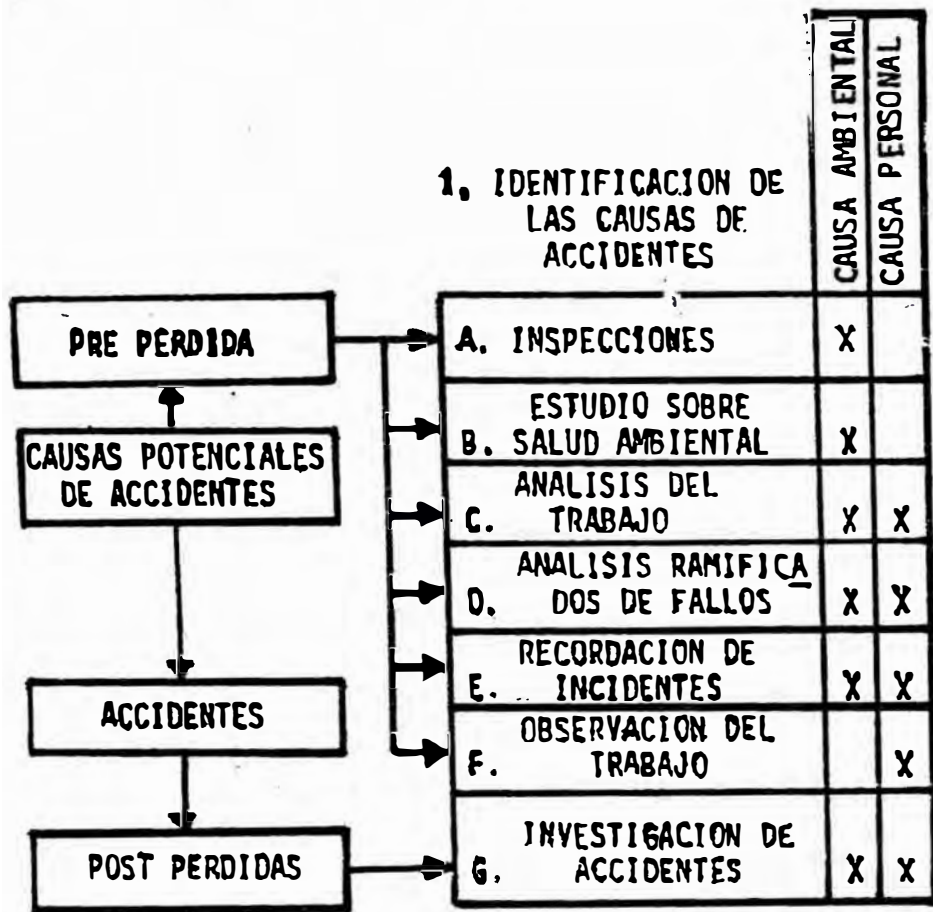 CAUSA AMBIENTAL
CAUSA PERSONAL
1. IDENTIFICACION DE
LAS CAUSAS DE
ACCIDENTES
PRE PERDIDA
CAUSAS POTENCIALES
DE ACCIDENTES
ACCIDENTES
POST PERDIDAS
A. INSPECCIONES X
ESTUDIO SOBRE
B. SALUD AMBIENTAL X
ANALISIS DEL
C. TRABAJO X X
ANALISIS RAMIFICA
D. DOS DE FALLOS X X
RECORDACION DE
E. INCIDENTES X X
OBSERVACION DEL
F. TRABAJO X
INVESTIGACION DE
G. ACCIDENTES X X